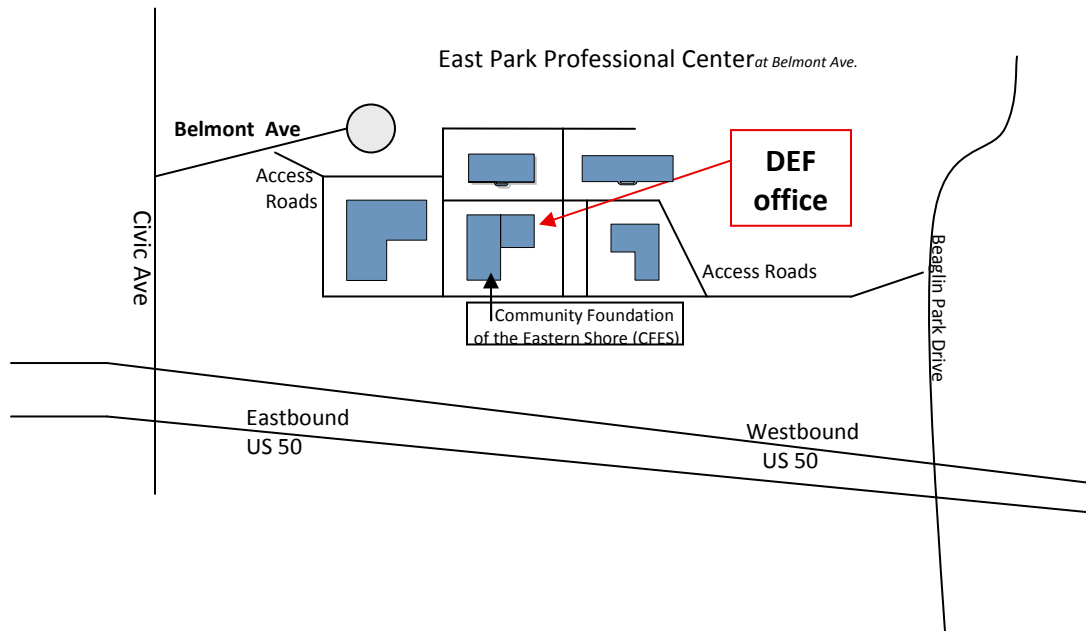 East Park Professional Center at Belmont Ave.
Belmont Ave
DEF
office
Access
Roads
Civic Ave
Beaglin Park Drive
Access Roads
Community Foundation
of the Eastern Shore (CFES)
Eastbound
US 50
Westbound
US 50